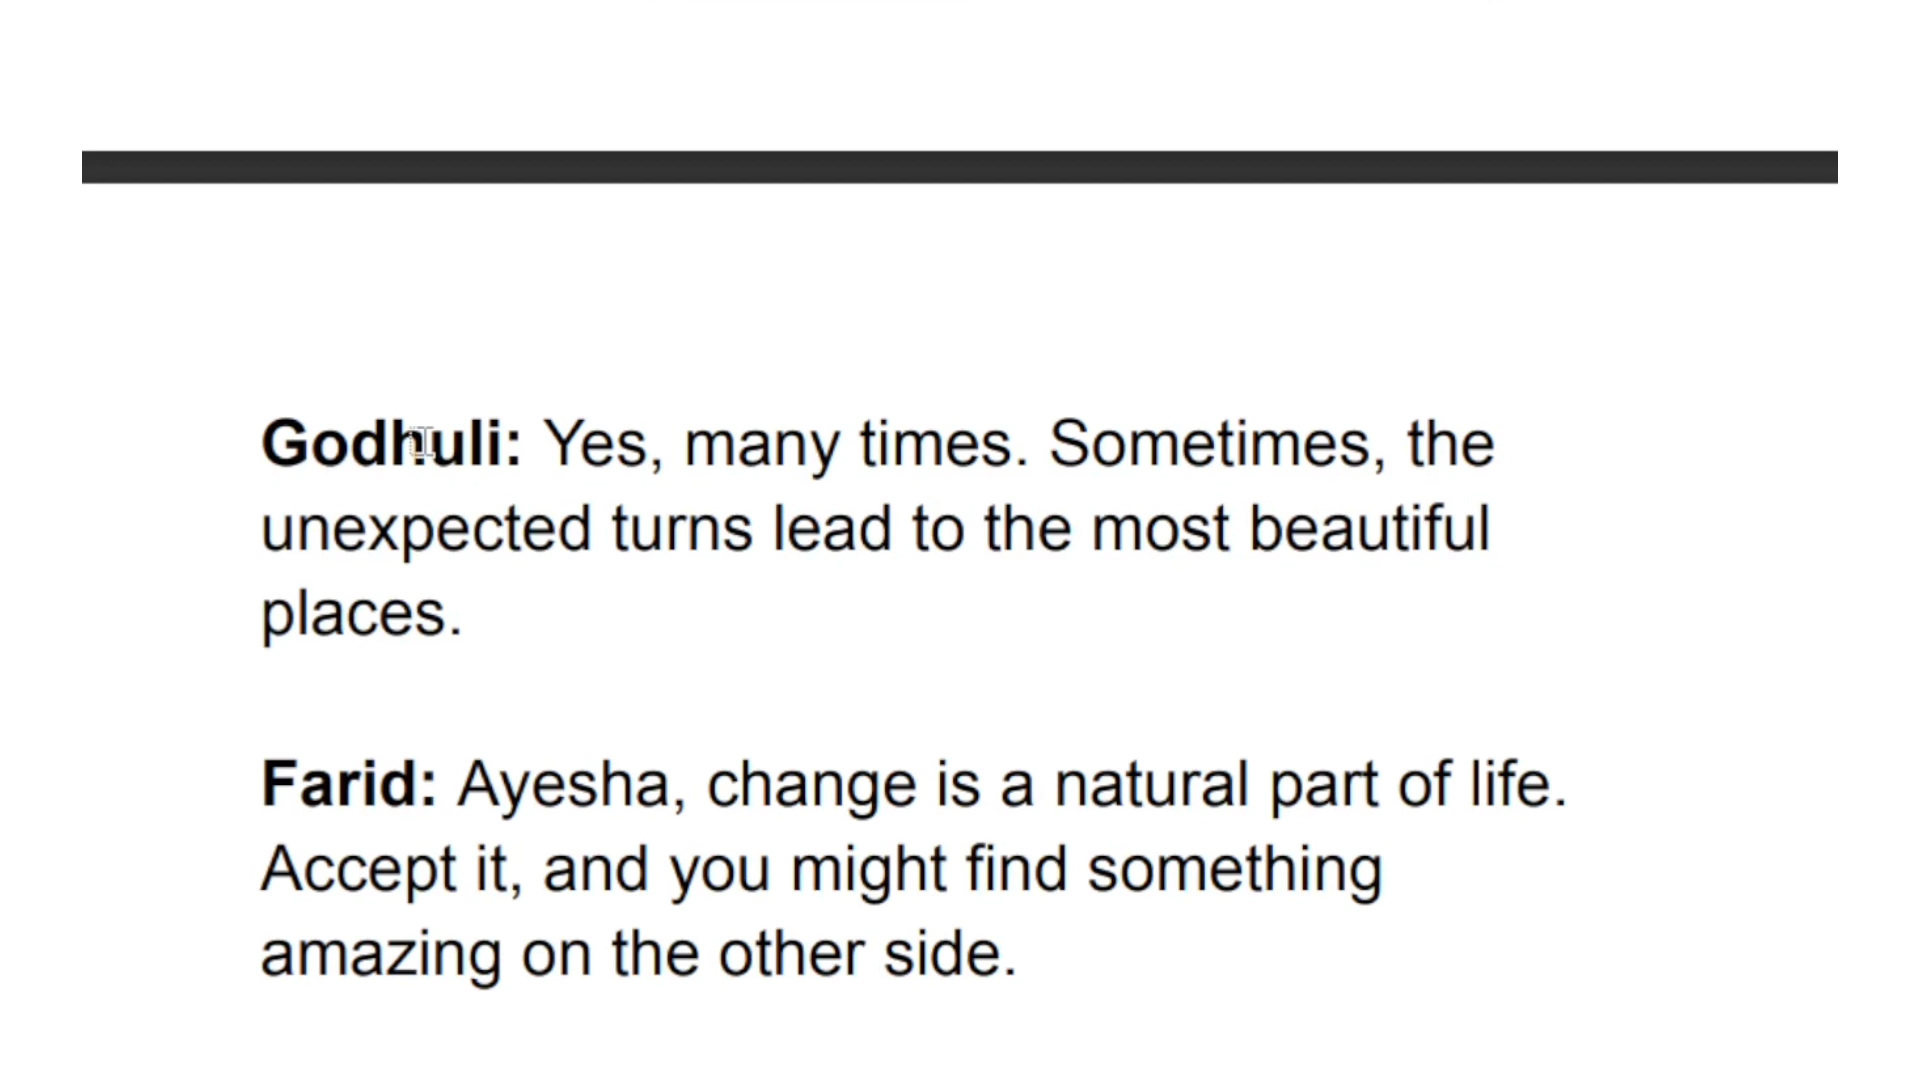 Godhuli: Yes, many times. Sometimes, the
unexpected turns lead to the most beautiful
places.
Farid: Ayesha, change is a natural part of life.
Accept it, and you might find something
amazing on the other side.